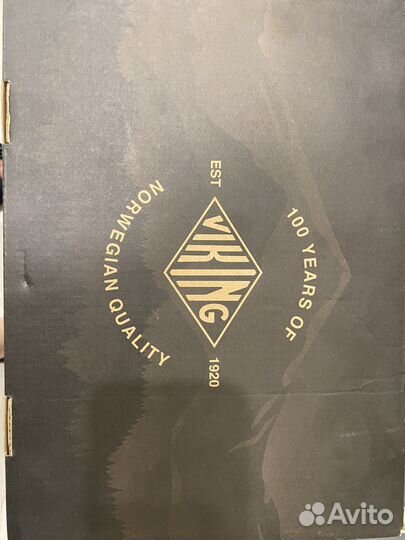 100 YEARS OF
EST
VIKING
1920
NORWEGIAN QUALITY
Avito